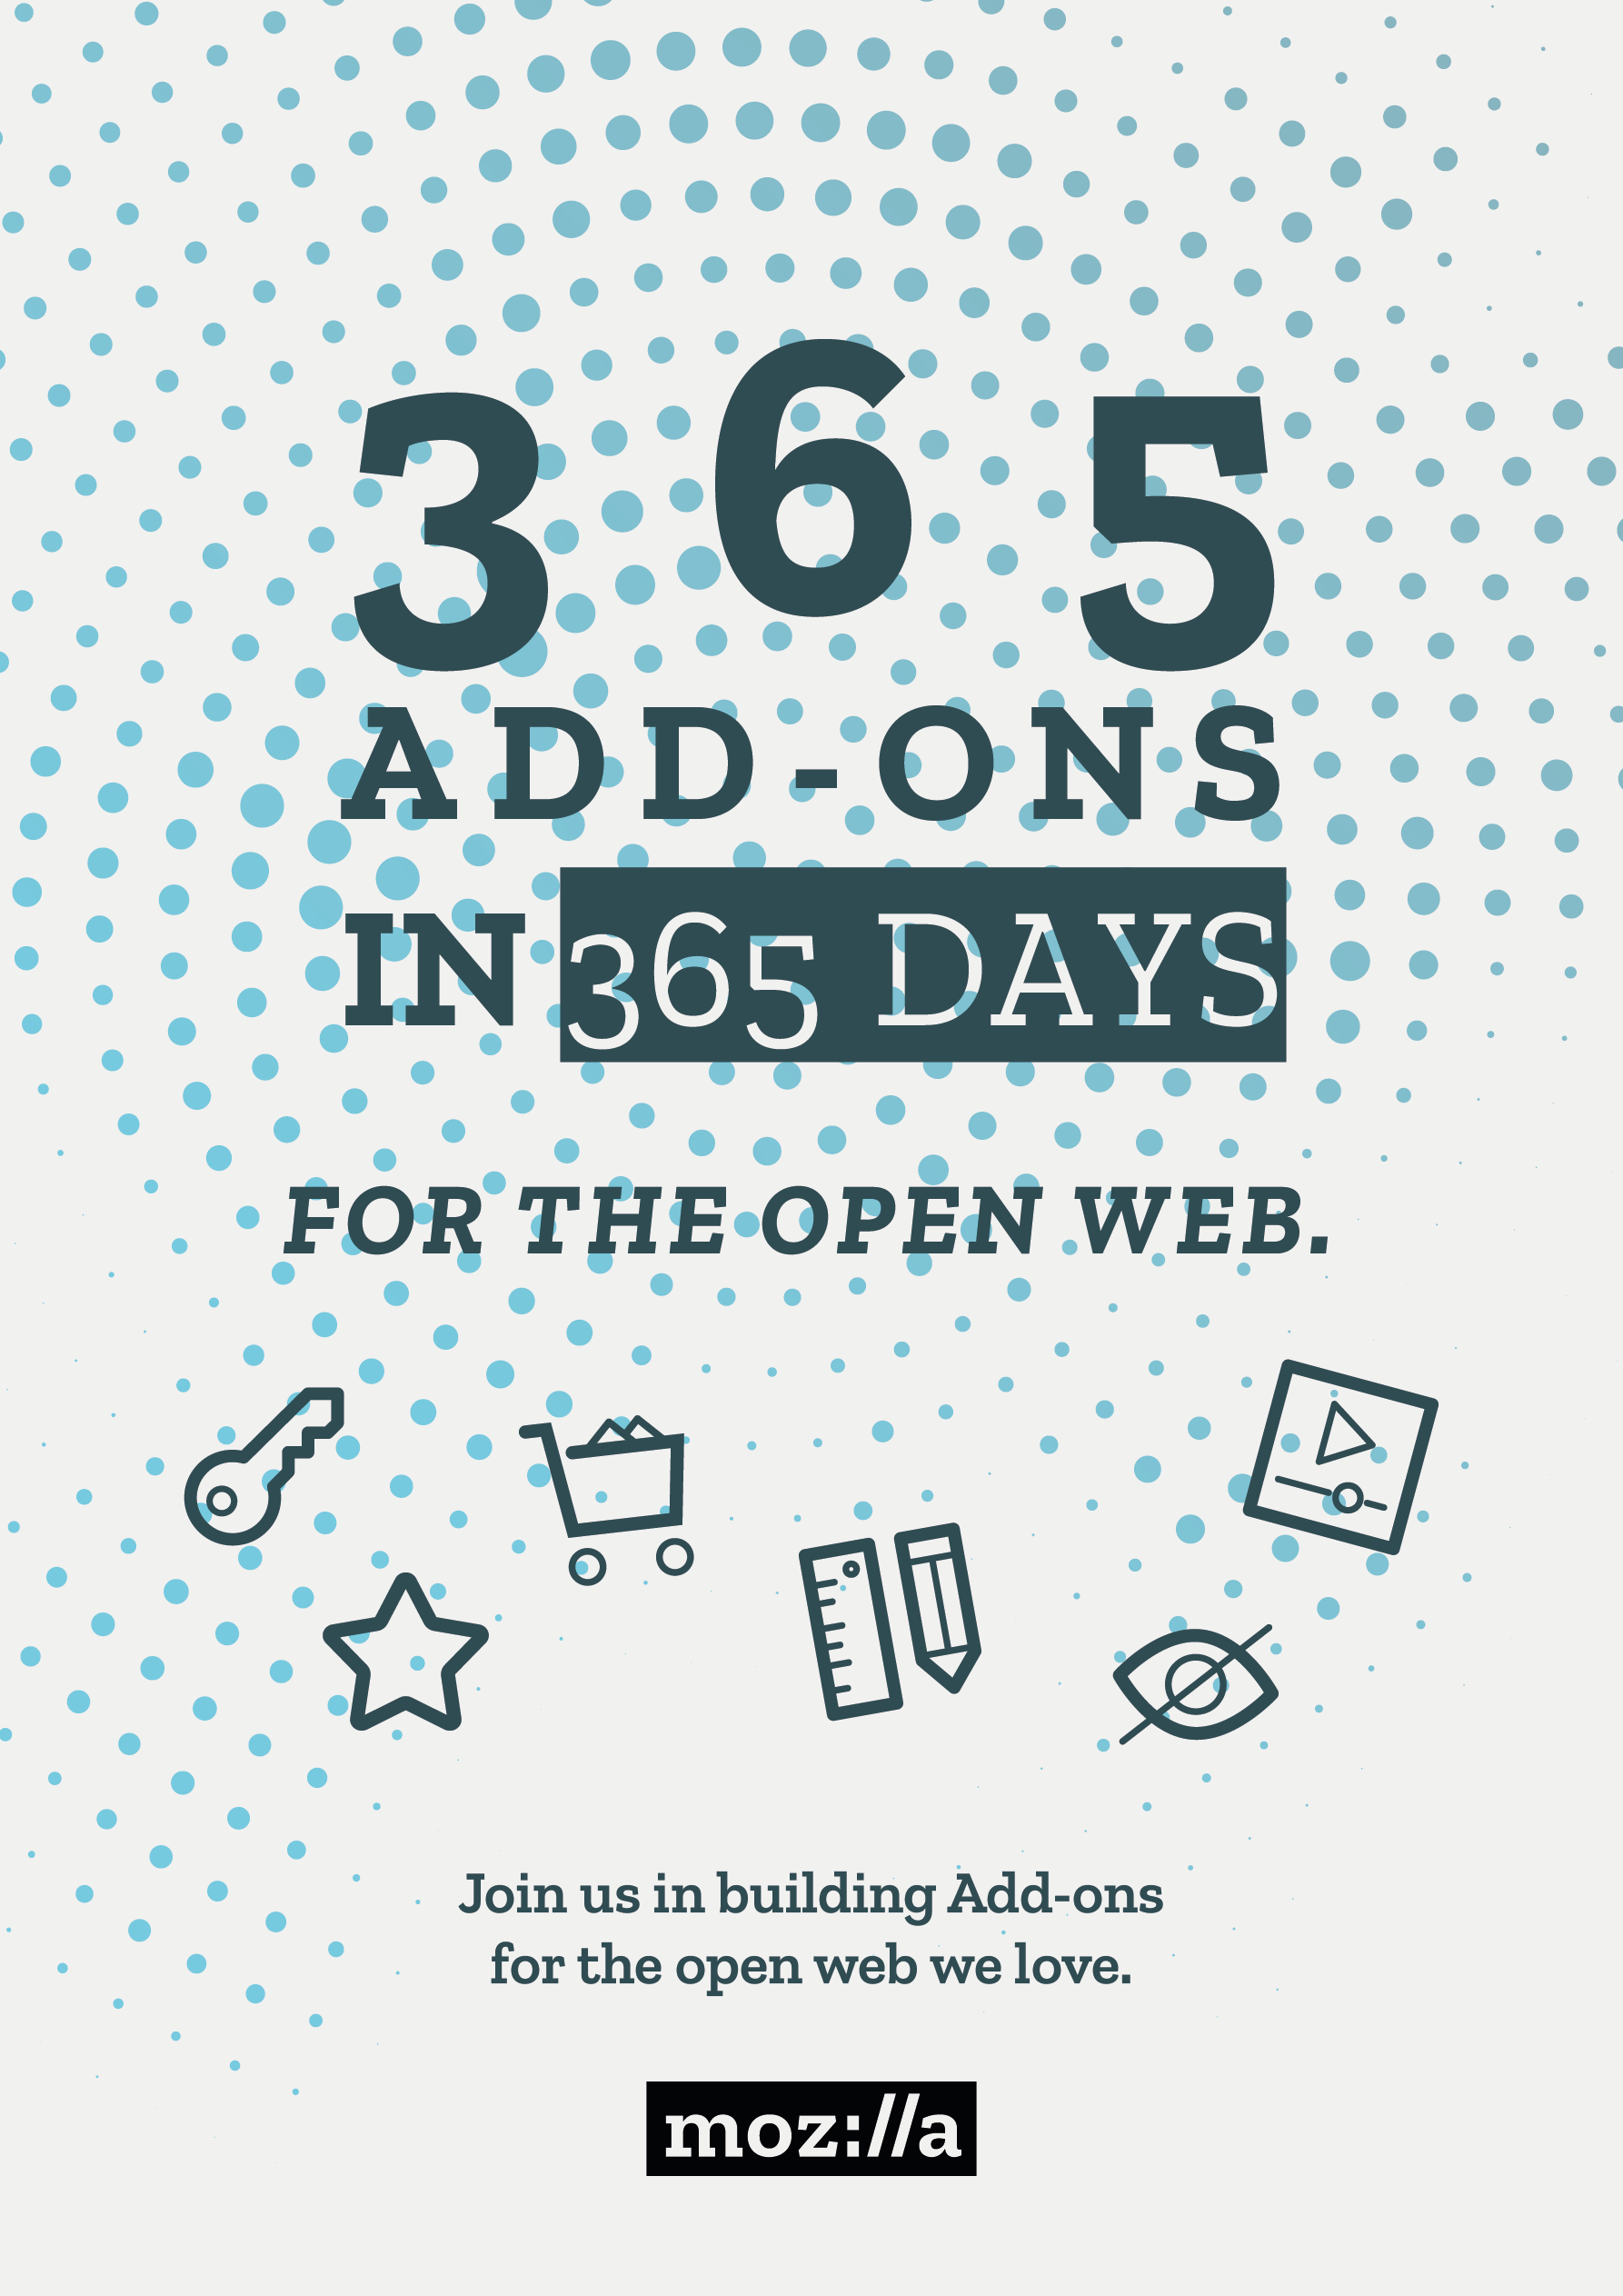 365
ADD-ONS
IN 365 DAYS
FOR THE OPEN WEB.
Join us in building Add-ons
for the open web we love.
moz://a